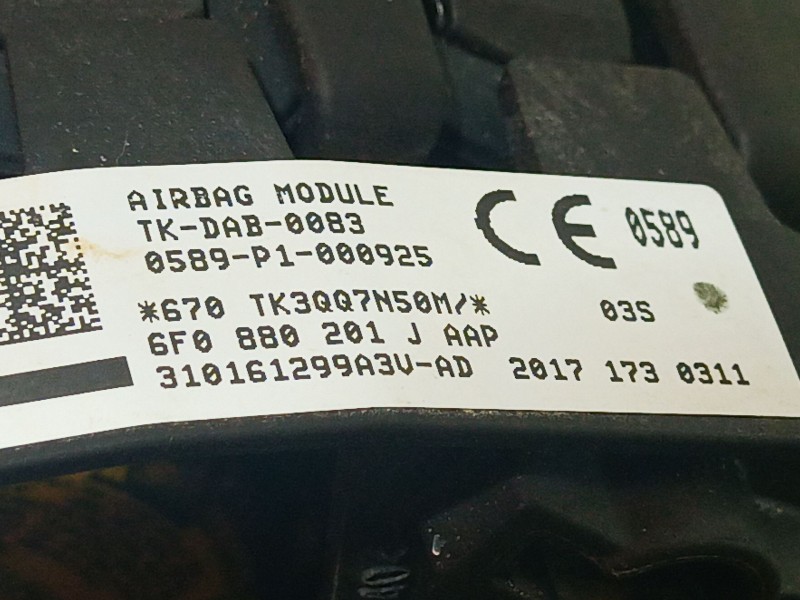 AIRBAG MODULE
TK-DAB-0083
0589-P1-000925
CE 0589
*670 TK3QQ7N50M/* 03S
6F0 880 201 J AAP
310161299A3V-AD 2017 173 0311